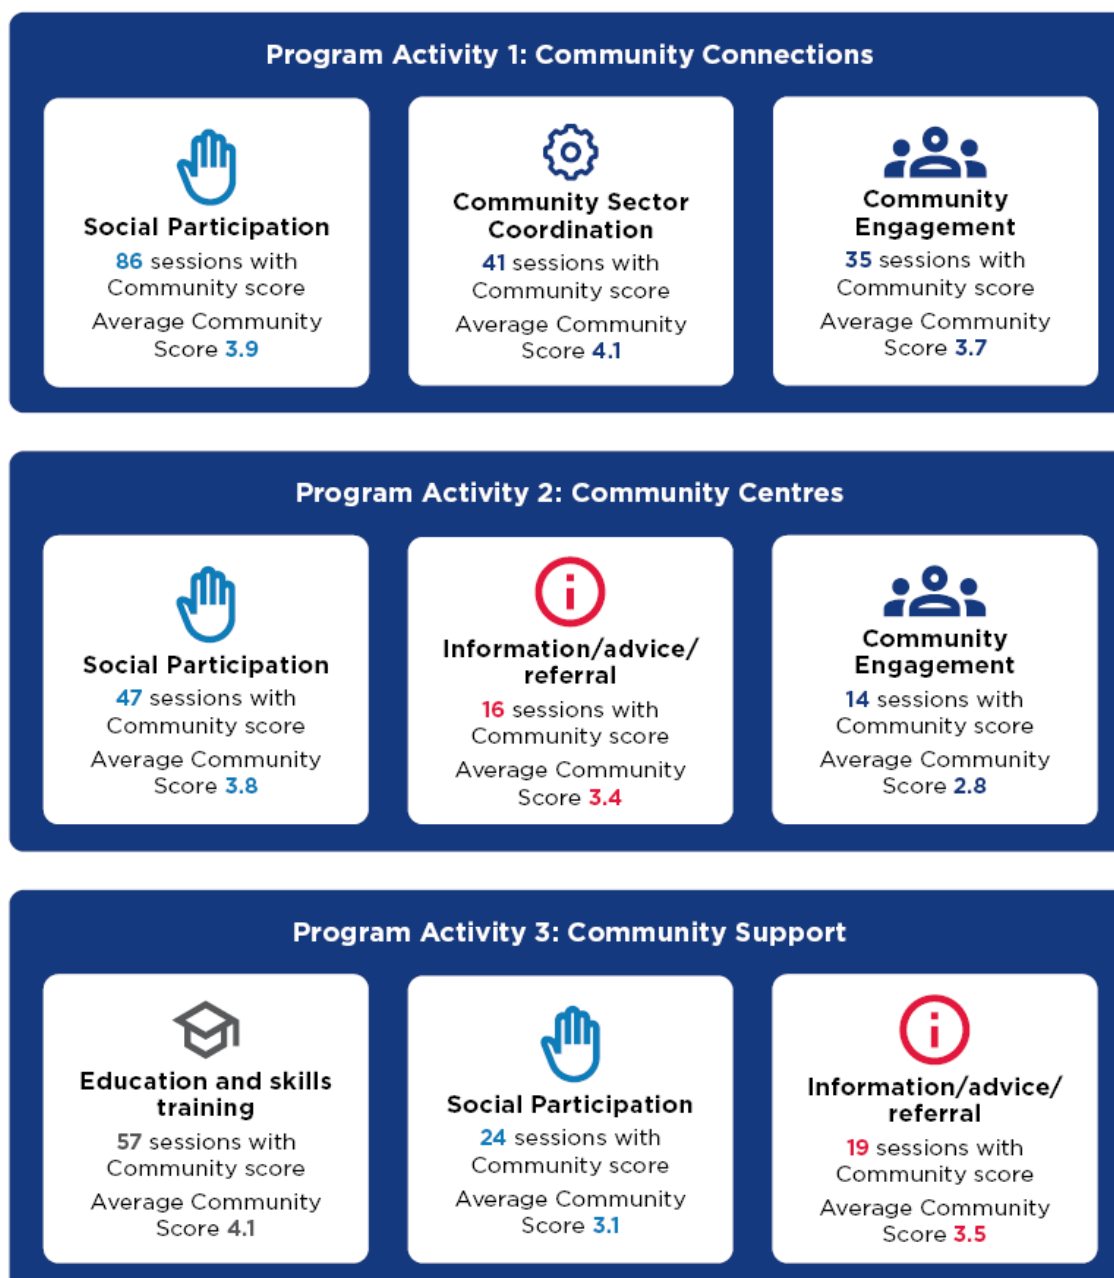 Program Activity 1: Community Connections
Social Participation
86 sessions with
Community score
Average Community
Score 3.9
Community Sector
Coordination
41 sessions with
Community score
Average Community
Score 4.1
Community
Engagement
35 sessions with
Community score
Average Community
Score 3.7
Program Activity 2: Community Centres
Social Participation
47 sessions with
Community score
Average Community
Score 3.8
Information/advice/
referral
16 sessions with
Community score
Average Community
Score 3.4
Community
Engagement
14 sessions with
Community score
Average Community
Score 2.8
Program Activity 3: Community Support
Education and skills
training
57 sessions with
Community score
Average Community
Score 4.1
Social Participation
24 sessions with
Community score
Average Community
Score 3.1
Information/advice/
referral
19 sessions with
Community score
Average Community
Score 3.5